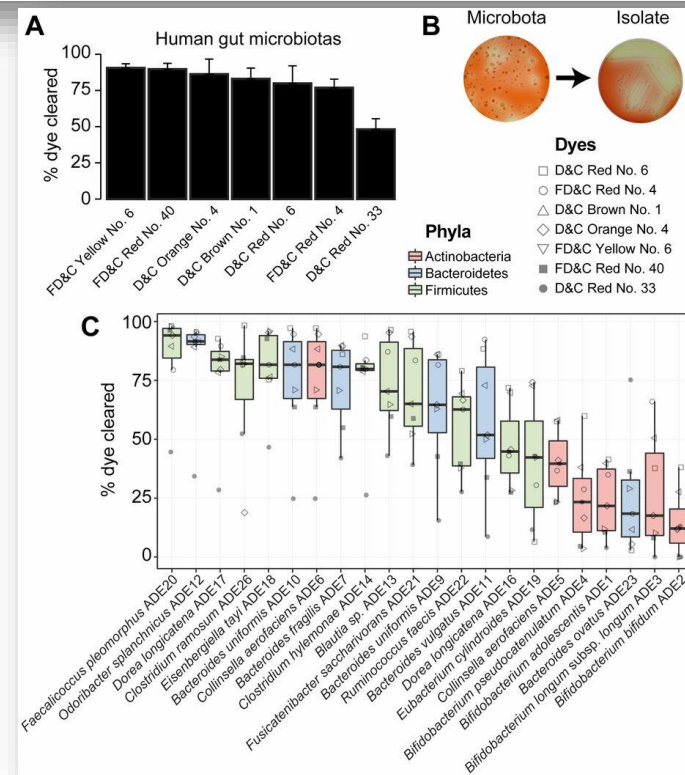 A
Human gut microbiotas
% dye cleared
100
75
50
25
0
FD&C Yellow No. 6
FD&C Red No. 40
D&C Orange No. 4
D&C Brown No. 1
D&C Red No. 6
FD&C Red No. 4
D&C Red No. 33
B
Microbota
Isolate
Dyes
D&C Red No. 6
FD&C Red No. 4
D&C Brown No. 1
D&C Orange No. 4
FD&C Yellow No. 6
FD&C Red No. 40
D&C Red No. 33
Phyla
Actinobacteria
Bacteroidetes
Firmicutes
C
% dye cleared
100
75
50
25
0
Faecalicoccus pleomorphus ADE20
Odoribacter splanchnicus ADE12
Dorea longicatena ADE17
Clostridium ramosum ADE26
Eisenbergiella tayi ADE18
Bacteroides uniformis ADE10
Collinsella aerofaciens ADE6
Bacteroides fragilis ADE7
Clostridium hylemonae ADE14
Blautia sp. ADE13
Fusicatenibacter saccharivorans ADE21
Bacteroides uniformis ADE9
Ruminococcus faecis ADE22
Bacteroides vulgatus ADE11
Dorea longicatena ADE16
Eubacterium cylindroides ADE19
Collinsella aerofaciens ADE5
Bifidobacterium pseudocatenulatum ADE4
Bifidobacterium adolescentis ADE1
Bacteroides ovatus ADE23
Bifidobacterium longum subsp. longum ADE3
Bifidobacterium bifidum ADE2